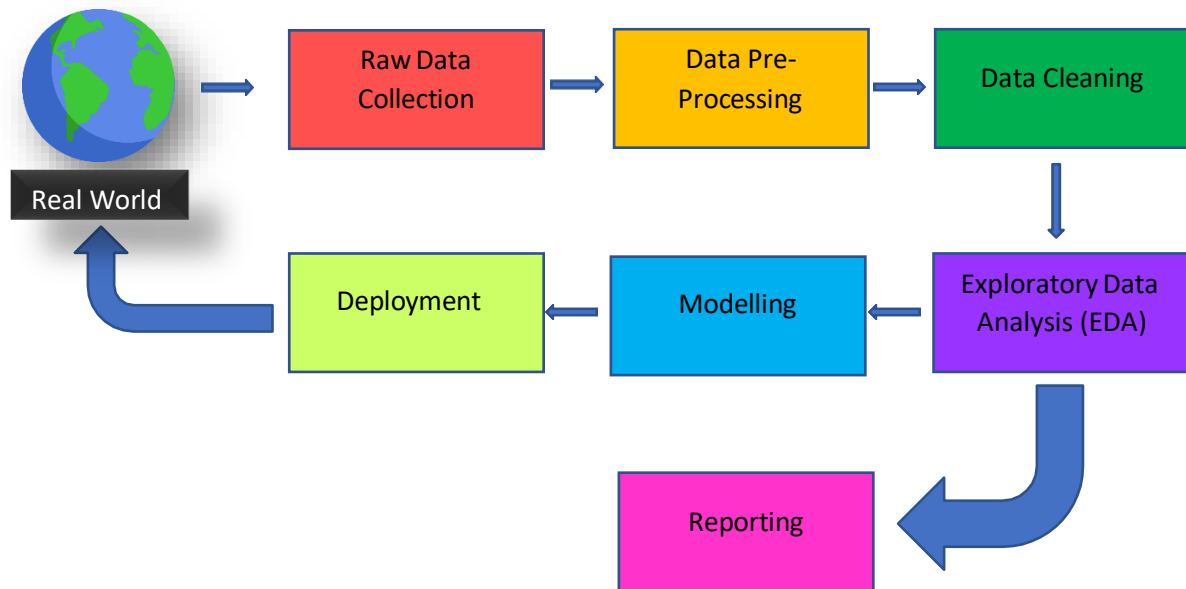 Raw Data
Collection
Data Pre-
Processing
Data Cleaning
Real World
Deployment
Modelling
Exploratory Data
Analysis (EDA)
Reporting